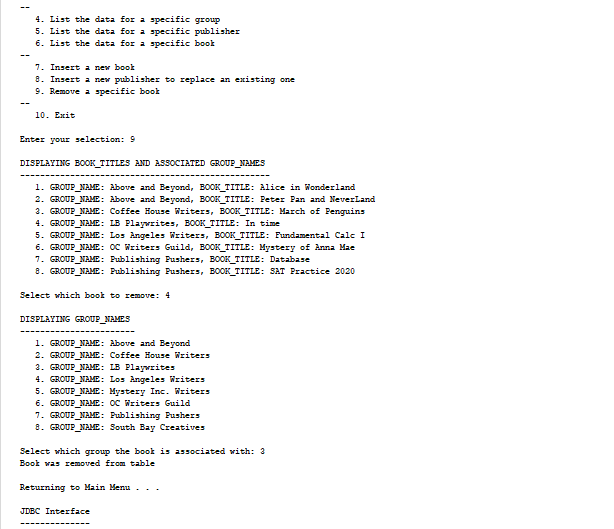 --
4. List the data for a specific group
5. List the data for a specific publisher
6. List the data for a specific book
--
7. Insert a new book
8. Insert a new publisher to replace an existing one
9. Remove a specific book
--
10. Exit
Enter your selection: 9
DISPLAYING BOOK_TITLES AND ASSOCIATED GROUP_NAMES
--------------------------------------------------
1. GROUP_NAME: Above and Beyond, BOOK_TITLE: Alice in Wonderland
2. GROUP_NAME: Above and Beyond, BOOK_TITLE: Peter Pan and NeverLand
3. GROUP_NAME: Coffee House Writers, BOOK_TITLE: March of Penguins
4. GROUP_NAME: LB Playwrites, BOOK_TITLE: In time
5. GROUP_NAME: Los Angeles Writers, BOOK_TITLE: Fundamental Calc I
6. GROUP_NAME: OC Writers Guild, BOOK_TITLE: Mystery of Anna Mae
7. GROUP_NAME: Publishing Pushers, BOOK_TITLE: Database
8. GROUP_NAME: Publishing Pushers, BOOK_TITLE: SAT Practice 2020
Select which book to remove: 4
DISPLAYING GROUP_NAMES
-----------------------
1. GROUP_NAME: Above and Beyond
2. GROUP_NAME: Coffee House Writers
3. GROUP_NAME: LB Playwrites
4. GROUP_NAME: Los Angeles Writers
5. GROUP_NAME: Mystery Inc. Writers
6. GROUP_NAME: OC Writers Guild
7. GROUP_NAME: Publishing Pushers
8. GROUP_NAME: South Bay Creatives
Select which group the book is associated with: 3
Book was removed from table
Returning to Main Menu . . .
JDBC Interface
--------------